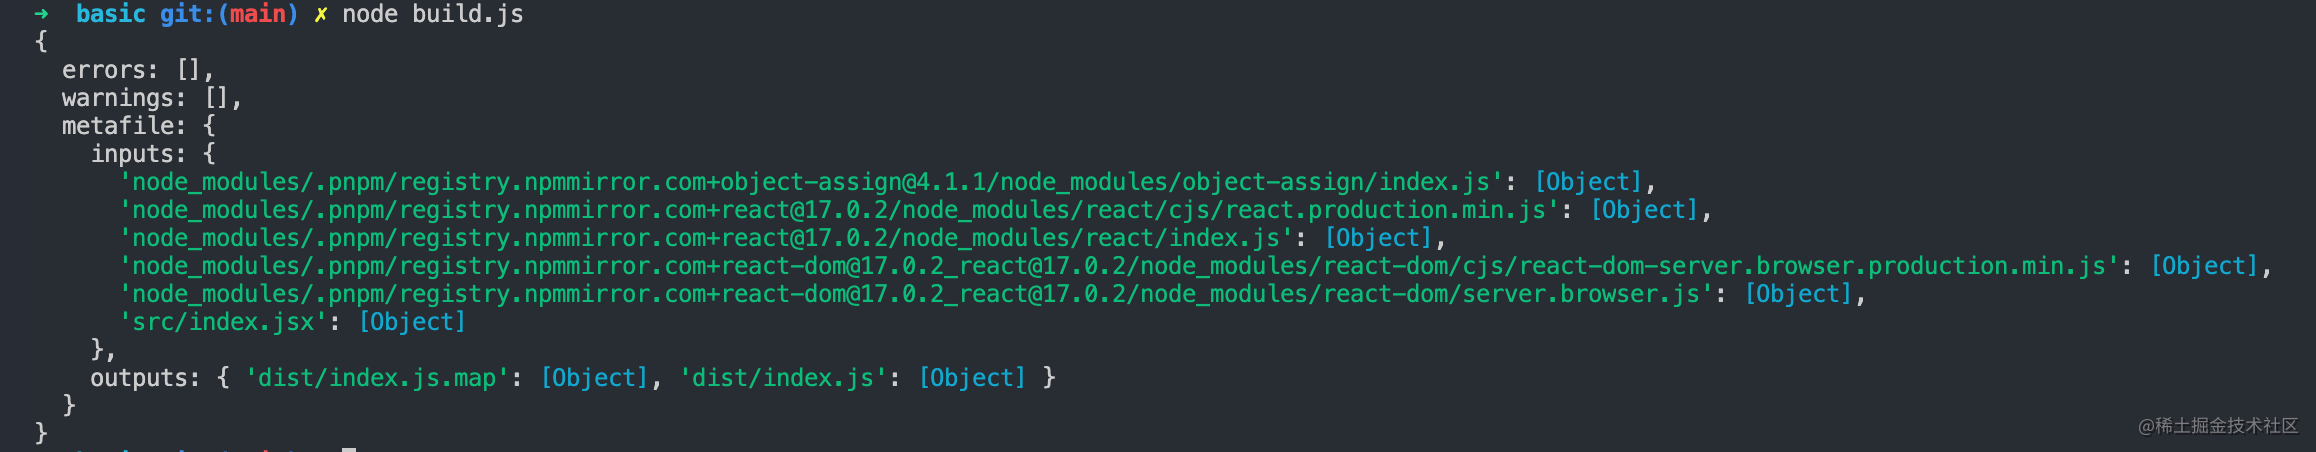 ➜  basic git:(main) ✗ node build.js
{
  errors: [],
  warnings: [],
  metafile: {
    inputs: {
      'node_modules/.pnpm/registry.npmmirror.com+object-assign@4.1.1/node_modules/object-assign/index.js': [Object],
      'node_modules/.pnpm/registry.npmmirror.com+react@17.0.2/node_modules/react/cjs/react.production.min.js': [Object],
      'node_modules/.pnpm/registry.npmmirror.com+react@17.0.2/node_modules/react/index.js': [Object],
      'node_modules/.pnpm/registry.npmmirror.com+react-dom@17.0.2_react@17.0.2/node_modules/react-dom/cjs/react-dom-server.browser.production.min.js': [Object],
      'node_modules/.pnpm/registry.npmmirror.com+react-dom@17.0.2_react@17.0.2/node_modules/react-dom/server.browser.js': [Object],
      'src/index.jsx': [Object]
    },
    outputs: { 'dist/index.js.map': [Object], 'dist/index.js': [Object] }
  }
}
@稀土掘金技术社区